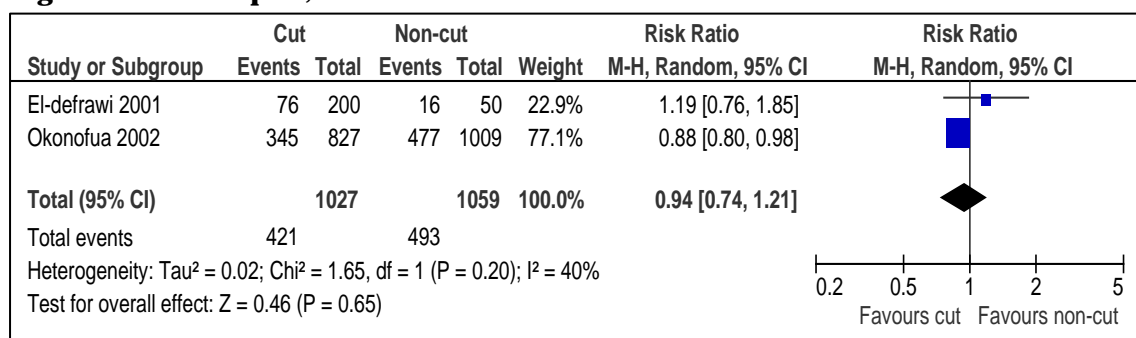 Cut Non-cut Risk Ratio Risk Ratio
Study or Subgroup Events Total Events Total Weight M-H, Random, 95% CI M-H, Random, 95% CI
El-defrawi 2001 76 200 16 50 22.9% 1.19 [0.76, 1.85]
Okonofua 2002 345 827 477 1009 77.1% 0.88 [0.80, 0.98]
Total (95% CI) 1027 1059 100.0% 0.94 [0.74, 1.21]
Total events 421 493
Heterogeneity: Tau² = 0.02; Chi² = 1.65, df = 1 (P = 0.20); I² = 40%
Test for overall effect: Z = 0.46 (P = 0.65)
0.2 0.5 1 2 5
Favours cut Favours non-cut